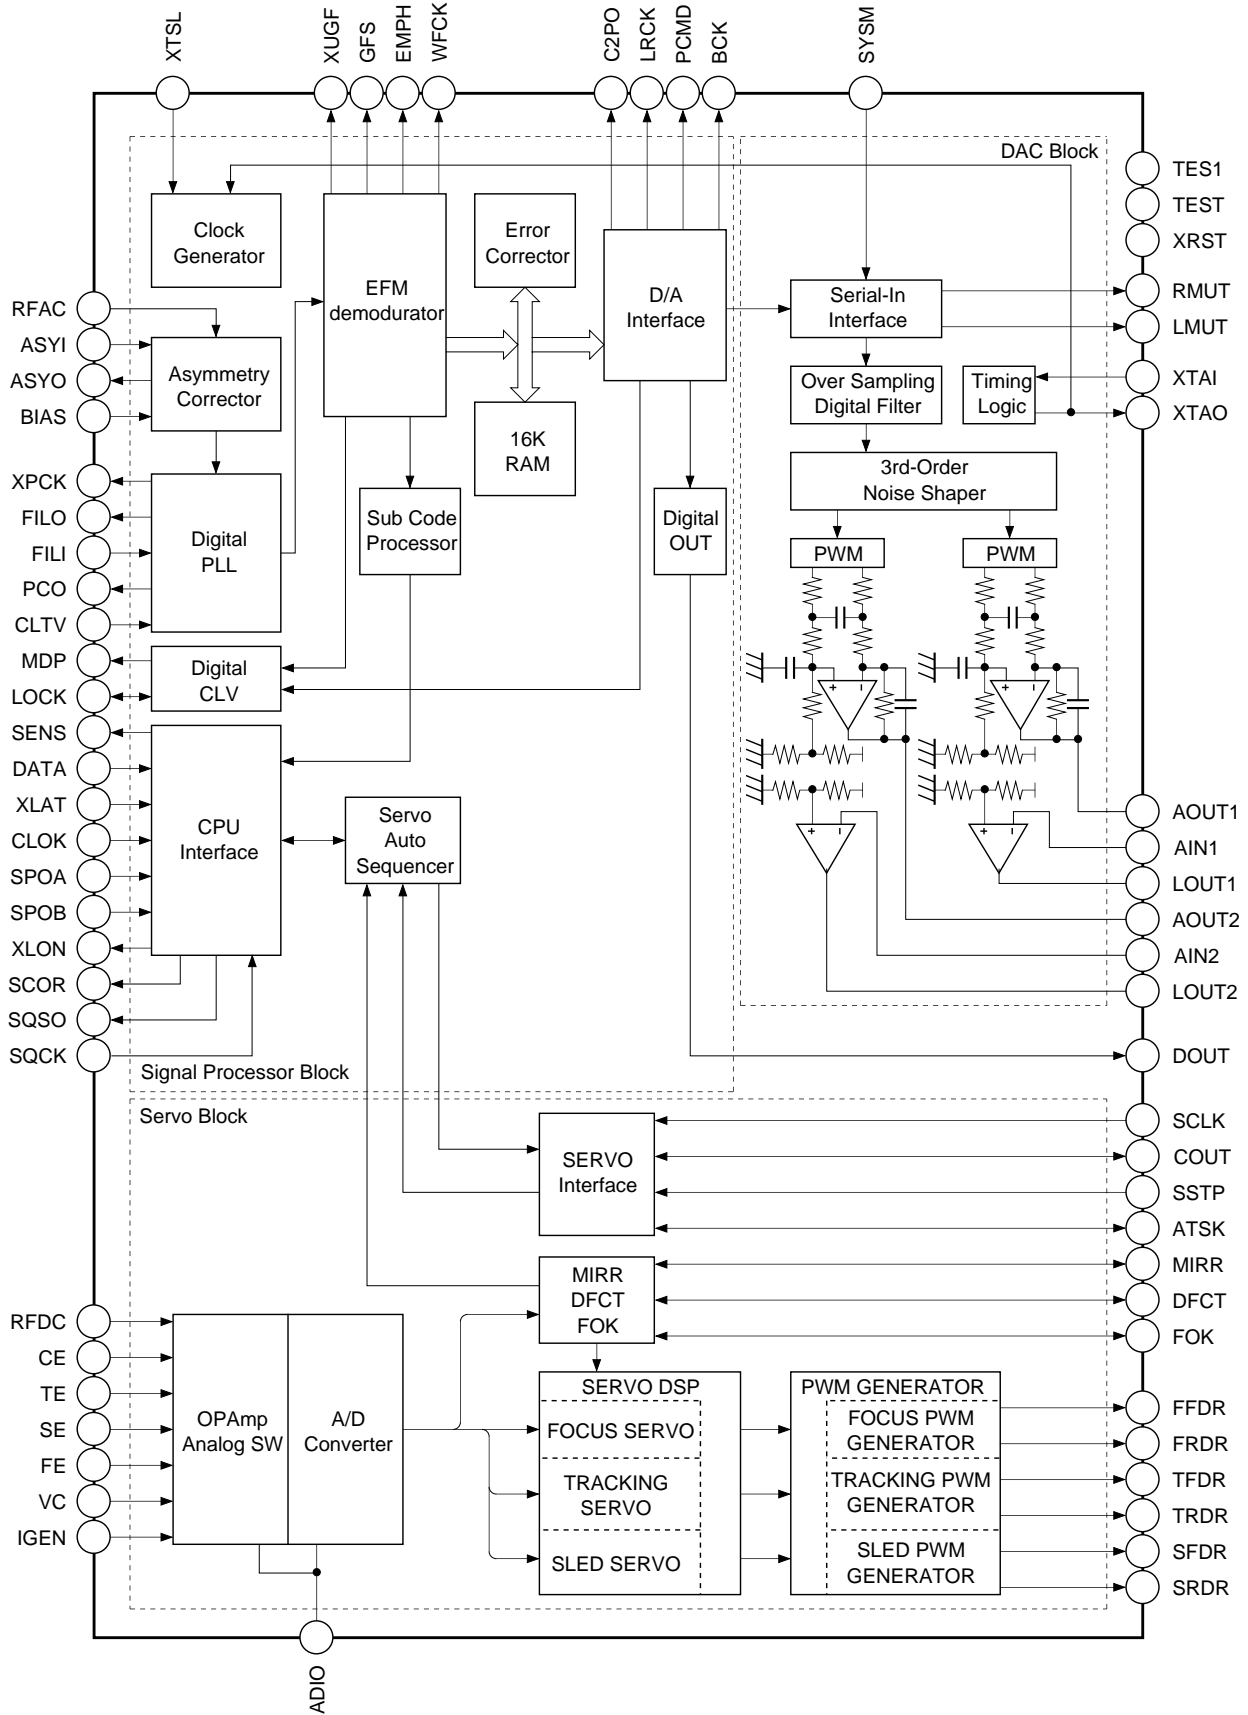 XTSL
XUGF
GFS
EMPH
WFCK
C2PO
LRCK
PCMD
BCK
SYSM
DAC Block
TES1
TEST
XRST
RMUT
LMUT
XTAI
XTAO
Clock
Generator
EFM
demodurator
Error
Corrector
D/A
Interface
Serial-In
Interface
RFAC
ASYI
ASYO
BIAS
Asymmetry
Corrector
Over Sampling
Digital Filter
Timing
Logic
16K
RAM
3rd-Order
Noise Shaper
XPCK
FILO
FILI
PCO
CLTV
Digital
PLL
Sub Code
Processor
Digital
OUT
PWM
PWM
MDP
LOCK
Digital
CLV
+
−
+
−
SENS
DATA
XLAT
CLOK
SPOA
SPOB
XLON
SCOR
SQSO
SQCK
CPU
Interface
Servo
Auto
Sequencer
+
−
+
−
AOUT1
AIN1
LOUT1
AOUT2
AIN2
LOUT2
DOUT
Signal Processor Block
Servo Block
SERVO
Interface
SCLK
COUT
SSTP
ATSK
MIRR
DFCT
FOK
MIRR
DFCT
FOK
RFDC
CE
TE
SE
FE
VC
IGEN
OPAmp
Analog SW
A/D
Converter
SERVO DSP
FOCUS SERVO
TRACKING
SERVO
SLED SERVO
PWM GENERATOR
FOCUS PWM
GENERATOR
TRACKING PWM
GENERATOR
SLED PWM
GENERATOR
FFDR
FRDR
TFDR
TRDR
SFDR
SRDR
ADIO